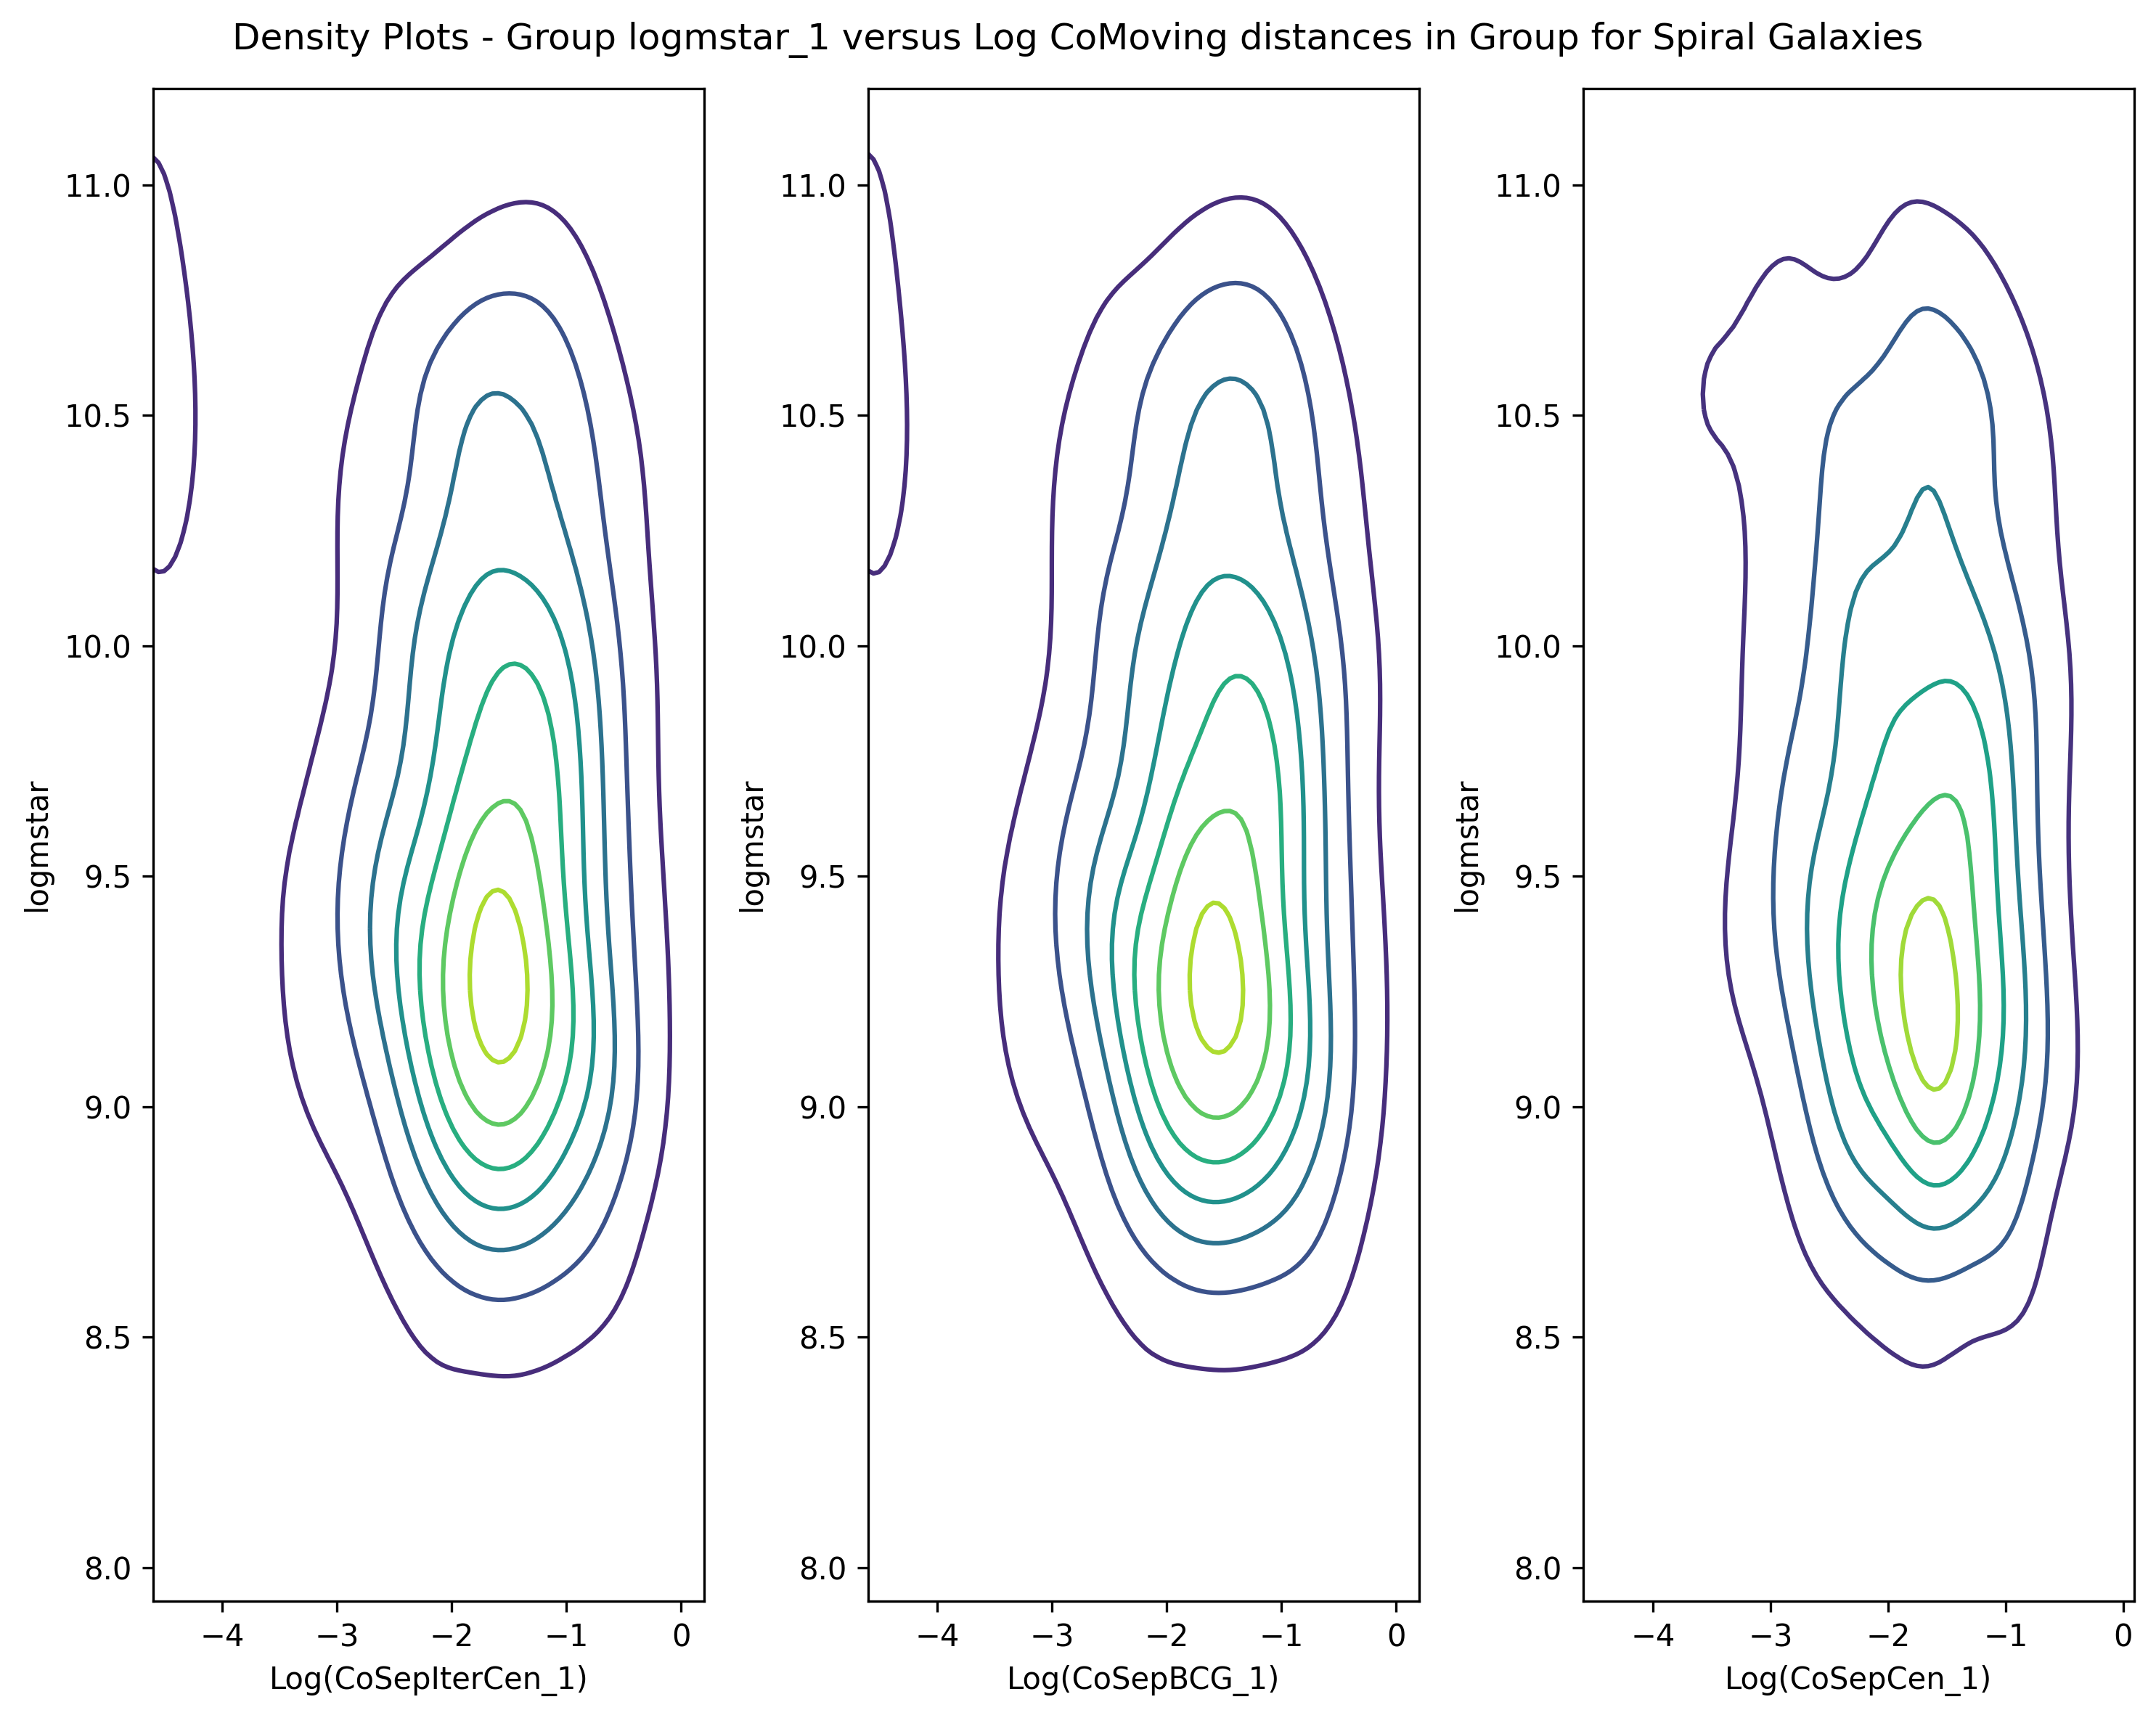 Density Plots - Group logmstar_1 versus Log CoMoving distances in Group for Spiral Galaxies
logmstar
11.0
10.5
10.0
9.5
9.0
8.5
8.0
−4 −3 −2 −1 0
Log(CoSepIterCen_1)
logmstar
11.0
10.5
10.0
9.5
9.0
8.5
8.0
−4 −3 −2 −1 0
Log(CoSepBCG_1)
logmstar
11.0
10.5
10.0
9.5
9.0
8.5
8.0
−4 −3 −2 −1 0
Log(CoSepCen_1)